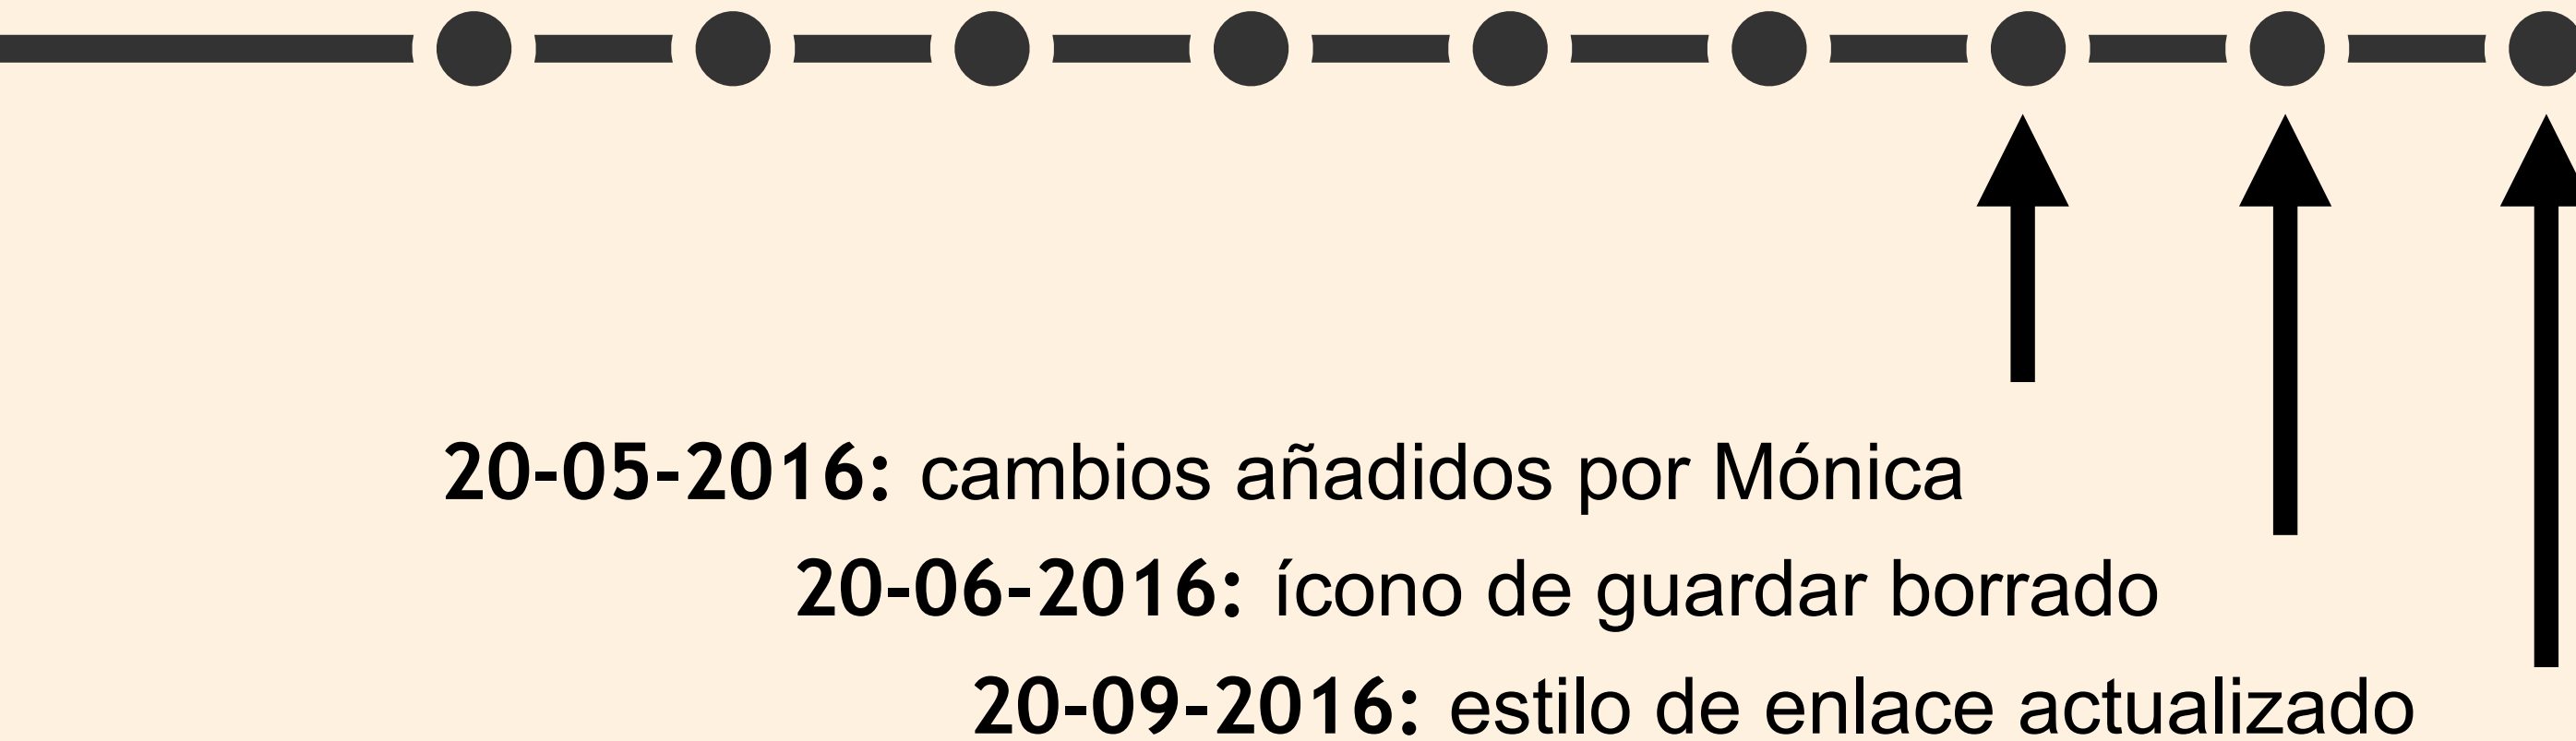 20-05-2016: cambios añadidos por Mónica
20-06-2016: ícono de guardar borrado
20-09-2016: estilo de enlace actualizado